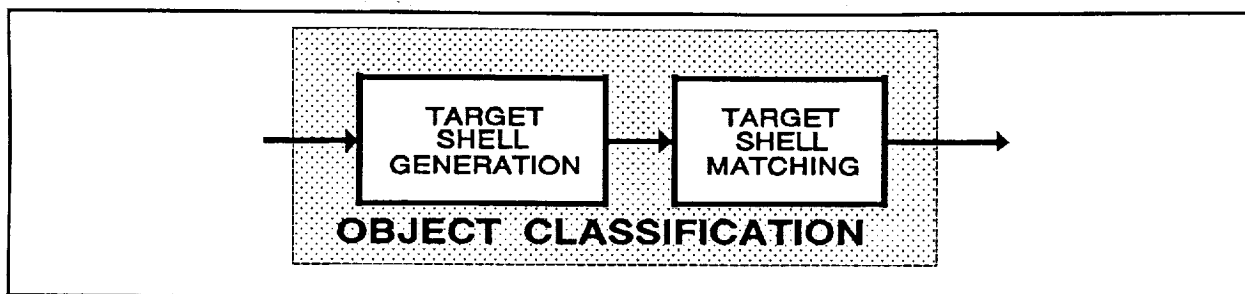 TARGET
SHELL
GENERATION
TARGET
SHELL
MATCHING
OBJECT CLASSIFICATION